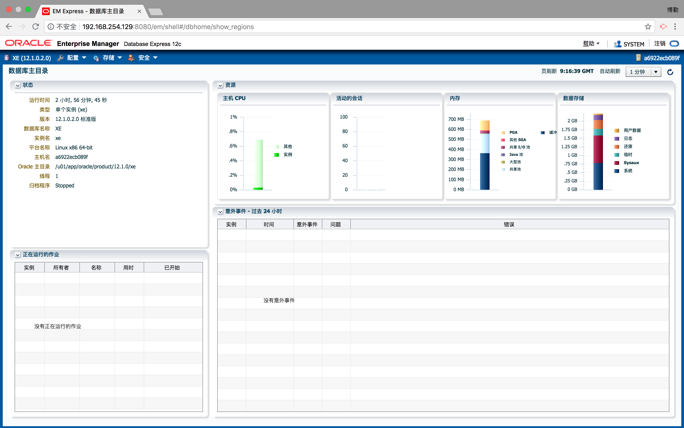 EM Express - 数据库主目录
博勤
不安全 192.168.254.129:8080/em/shell#/dbhome/show_regions
ORACLE Enterprise Manager Database Express 12c
帮助 SYSTEM 注销
XE (12.1.0.2.0) 配置 存储 安全 a6922ecb089f
数据库主目录
页刷新 9:16:39 GMT 自动刷新 1 分钟
状态
运行时间 2 小时, 56 分钟, 45 秒
类型 单个实例 (xe)
版本 12.1.0.2.0 标准版
数据库名称 XE
实例名 xe
平台名称 Linux x86 64-bit
主机名 a6922ecb089f
Oracle 主目录 /u01/app/oracle/product/12.1.0/xe
线程 1
归档程序 Stopped
资源
主机 CPU
1%
.8%
.6%
.4%
.2%
0%
其他
实例
活动的会话
100
80
60
40
20
0
内存
700 MB
600 MB
500 MB
400 MB
300 MB
200 MB
100 MB
0 MB
PGA
其他 SGA
共享 I/O 池
Java 池
大型池
共享池
数据存储
2 GB
1.75 GB
1.5 GB
1.25 GB
1 GB
.75 GB
.5 GB
.25 GB
0 GB
用户数据
日志
还原
临时
Sysaux
系统
意外事件 - 过去 24 小时
实例 时间 意外事件 问题 错误
没有意外事件
正在运行的作业
实例 所有者 名称 用时 已开始
没有正在运行的作业